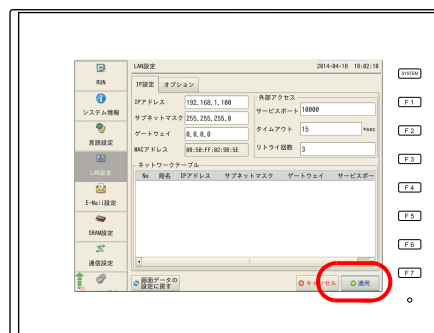 LAN設定 2014-04-18 18:02:10
RUN
システム情報
言語設定
LAN設定
E-Mail設定
SRAM設定
通信設定
IP設定 オプション
IPアドレス 192.168.1.100
サブネットマスク 255.255.255.0
ゲートウェイ 0.0.0.0
MACアドレス 00:50:FF:02:98:5E
外部アクセス
サービスポート 10000
タイムアウト 15 *sec
リトライ回数 3
ネットワークテーブル
No 局名 IPアドレス サブネットマスク ゲートウェイ サービスポー
画面データの
設定に戻す
キャンセル 適用
SYSTEM
F1
F2
F3
F4
F5
F6
F7